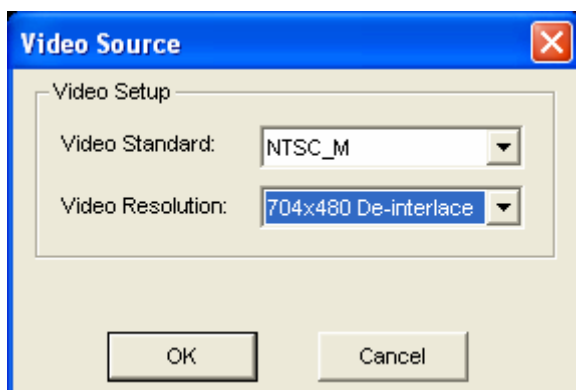 Video Source
Video Setup
Video Standard: NTSC_M
Video Resolution: 704x480 De-interlace
OK Cancel